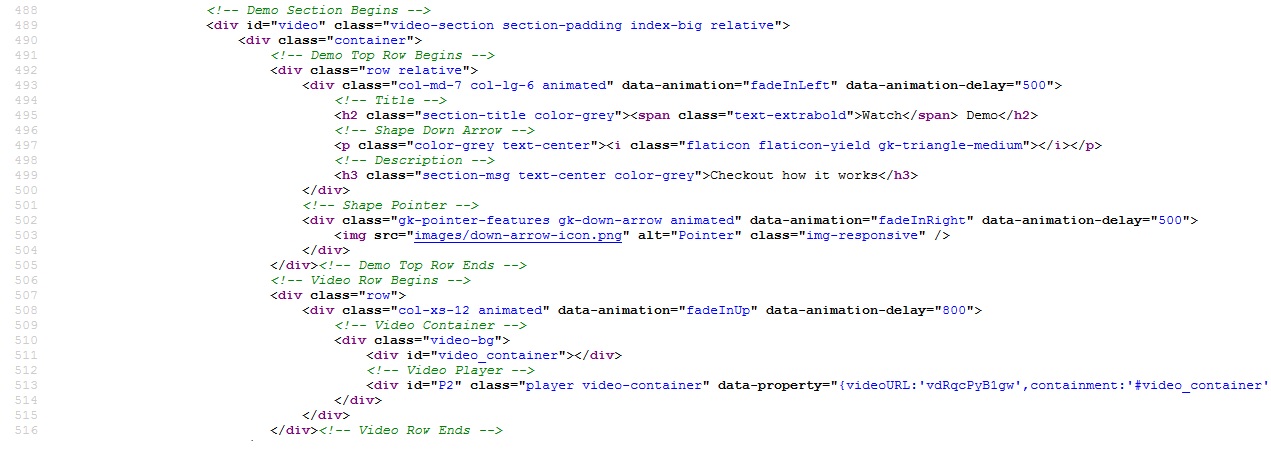 488 <!-- Demo Section Begins -->
489 <div id="video" class="video-section section-padding index-big relative">
490 <div class="container">
491 <!-- Demo Top Row Begins -->
492 <div class="row relative">
493 <div class="col-md-7 col-lg-6 animated" data-animation="fadeInLeft" data-animation-delay="500">
494 <!-- Title -->
495 <h2 class="section-title color-grey"><span class="text-extrabold">Watch</span> Demo</h2>
496 <!-- Shape Down Arrow -->
497 <p class="color-grey text-center"><i class="flaticon flaticon-yield gk-triangle-medium"></i></p>
498 <!-- Description -->
499 <h3 class="section-msg text-center color-grey">Checkout how it works</h3>
500 </div>
501 <!-- Shape Pointer -->
502 <div class="gk-pointer-features gk-down-arrow animated" data-animation="fadeInRight" data-animation-delay="500">
503 <img src="images/down-arrow-icon.png" alt="Pointer" class="img-responsive" />
504 </div>
505 </div><!-- Demo Top Row Ends -->
506 <!-- Video Row Begins -->
507 <div class="row">
508 <div class="col-xs-12 animated" data-animation="fadeInUp" data-animation-delay="800">
509 <!-- Video Container -->
510 <div class="video-bg">
511 <div id="video_container"></div>
512 <!-- Video Player -->
513 <div id="P2" class="player video-container" data-property="{videoURL:'vdRqcPyB1gw',containment:'#video_container'
514 </div>
515 </div>
516 </div><!-- Video Row Ends -->